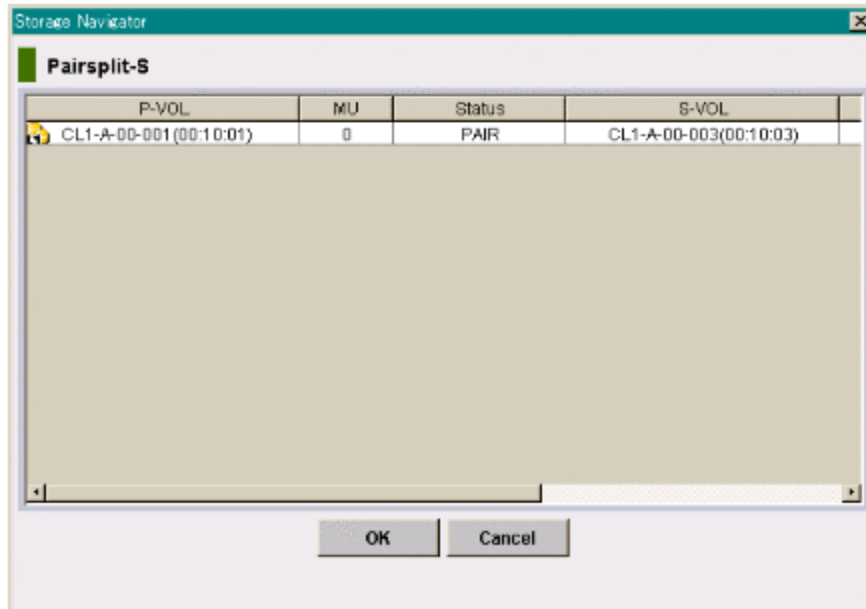 Storage Navigator
Pairsplit-S
P-VOL MU Status S-VOL
CL1-A-00-001(00:10:01) 0 PAIR CL1-A-00-003(00:10:03)
OK Cancel